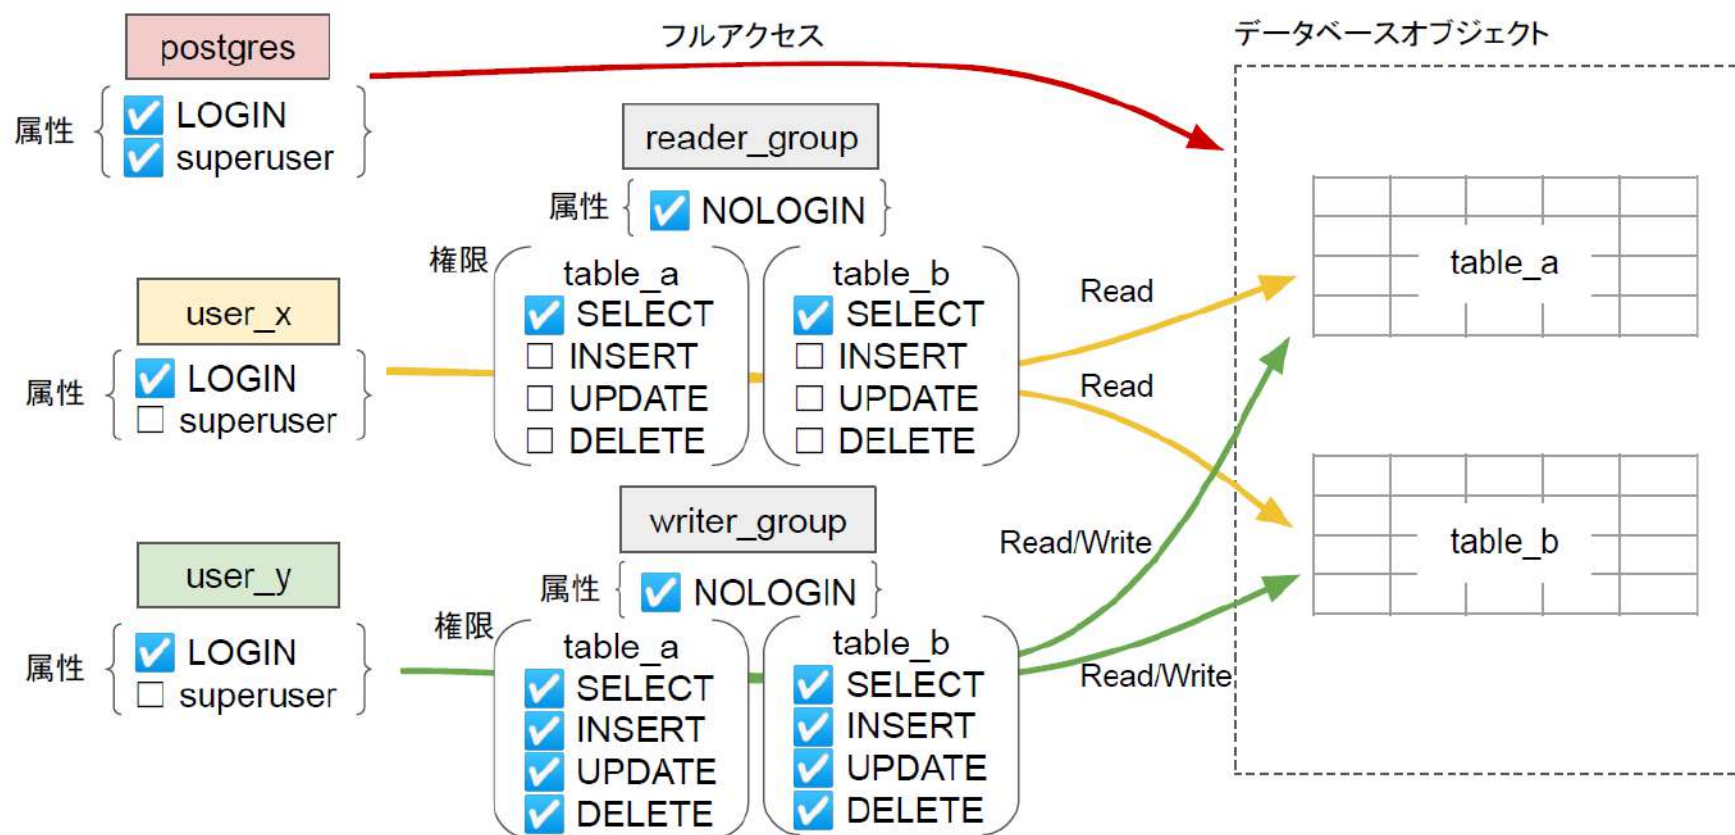 postgres
属性
✅ LOGIN
✅ superuser
フルアクセス
データベースオブジェクト
reader_group
属性
✅ NOLOGIN
権限
table_a
✅ SELECT
☐ INSERT
☐ UPDATE
☐ DELETE
table_b
✅ SELECT
☐ INSERT
☐ UPDATE
☐ DELETE
user_x
属性
✅ LOGIN
☐ superuser
Read
Read
table_a
writer_group
属性
✅ NOLOGIN
権限
table_a
✅ SELECT
✅ INSERT
✅ UPDATE
✅ DELETE
table_b
✅ SELECT
✅ INSERT
✅ UPDATE
✅ DELETE
user_y
属性
✅ LOGIN
☐ superuser
Read/Write
Read/Write
table_b